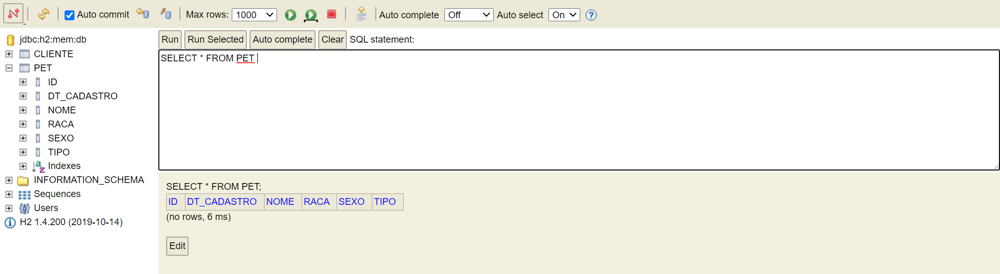 Auto commit Max rows: 1000 Auto complete Off Auto select On
jdbc:h2:mem:db
CLIENTE
PET
ID
DT_CADASTRO
NOME
RACA
SEXO
TIPO
Indexes
INFORMATION_SCHEMA
Sequences
Users
H2 1.4.200 (2019-10-14)
Run Run Selected Auto complete Clear SQL statement:
SELECT * FROM PET
SELECT * FROM PET;
ID DT_CADASTRO NOME RACA SEXO TIPO
(no rows, 6 ms)
Edit